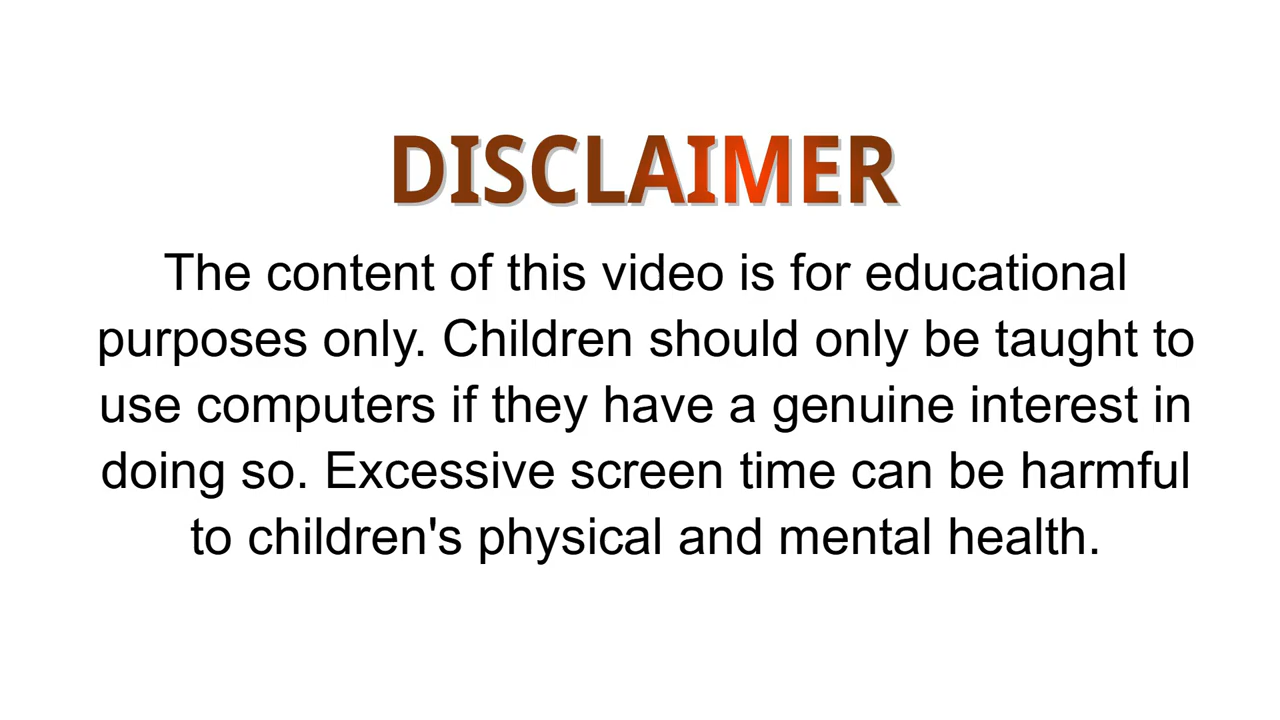 DISCLAIMER
The content of this video is for educational
purposes only. Children should only be taught to
use computers if they have a genuine interest in
doing so. Excessive screen time can be harmful
to children's physical and mental health.